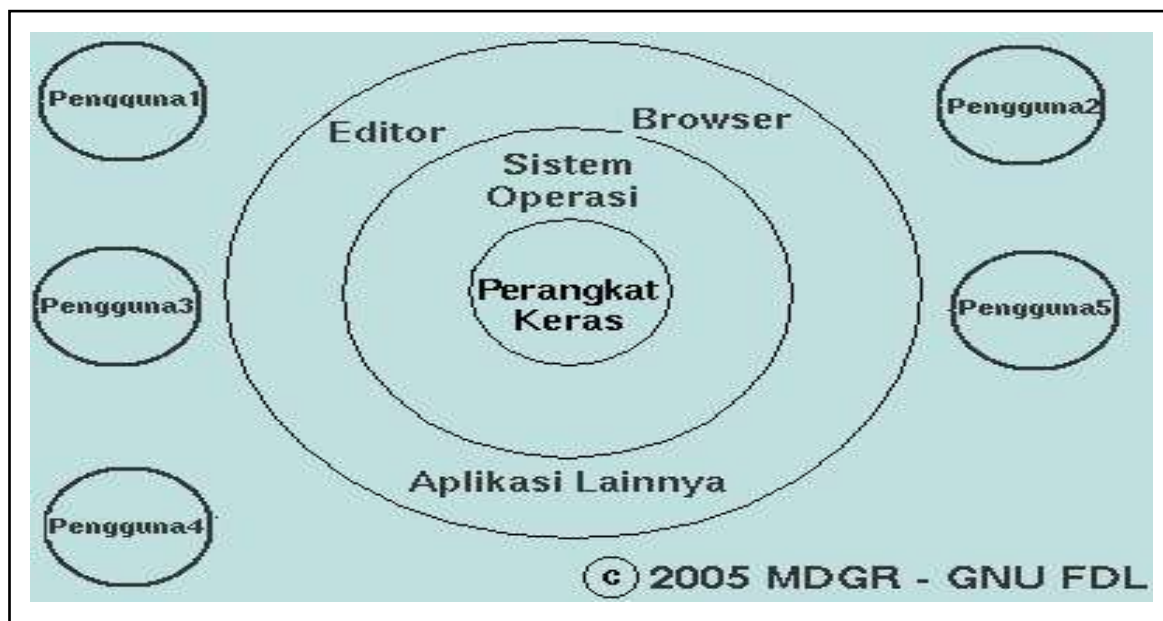 Pengguna1
Pengguna2
Editor
Browser
Sistem
Operasi
Perangkat
Keras
Pengguna3
Pengguna5
Aplikasi Lainnya
Pengguna4
c 2005 MDGR - GNU FDL